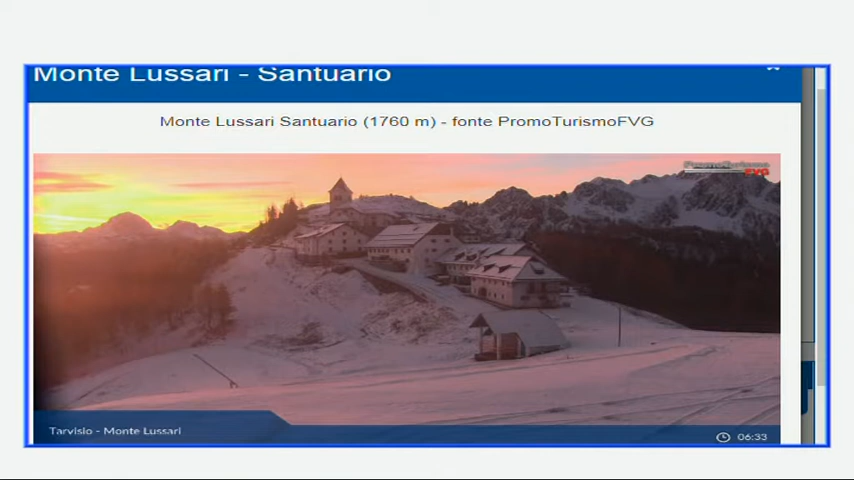 Monte Lussari - Santuario
Monte Lussari Santuario (1760 m) - fonte PromoTurismoFVG
PromoTurismo
FVG
Tarvisio - Monte Lussari
06:33